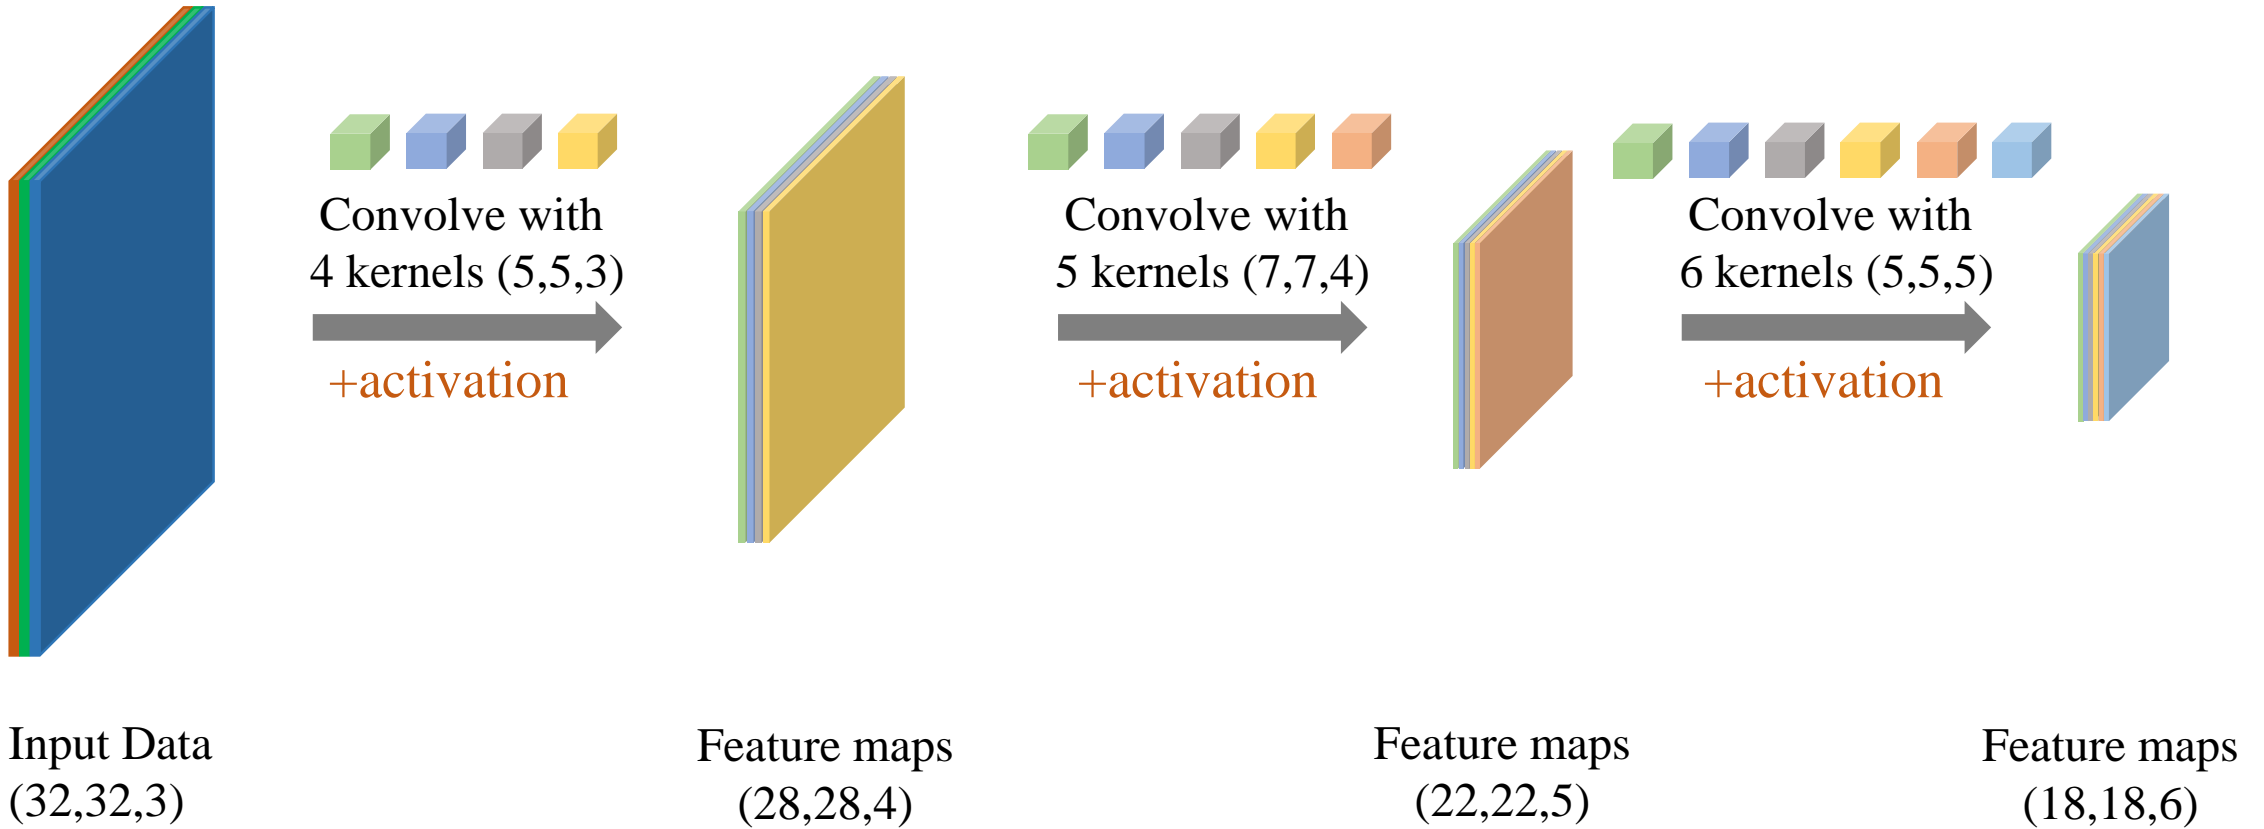 Convolve with
4 kernels (5,5,3)
+activation
Convolve with
5 kernels (7,7,4)
+activation
Convolve with
6 kernels (5,5,5)
+activation
Input Data
(32,32,3)
Feature maps
(28,28,4)
Feature maps
(22,22,5)
Feature maps
(18,18,6)